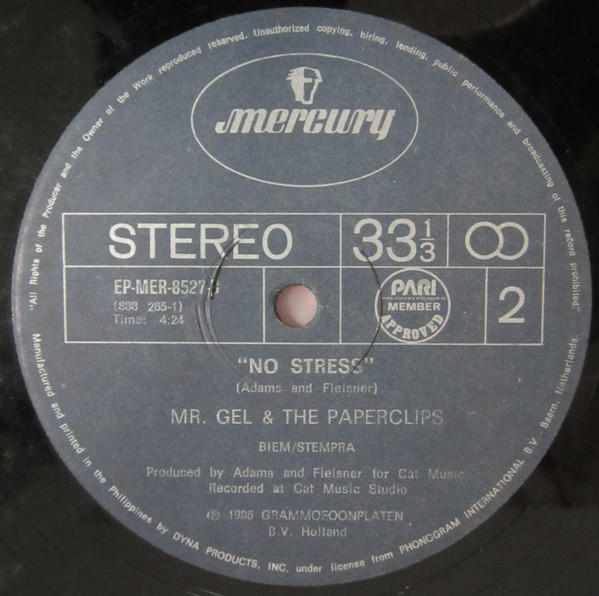 "All Rights of the Producer and the Owner of the Work reproduced reserved. Unauthorized copying, hiring, lending, public performance and broadcasting of this record prohibited"
mercury
STEREO
33 1/3
2
EP-MER-8527-
(888 285-1)
Time: 4:24
PARI
MEMBER
APPROVED
"NO STRESS"
(Adams and Fleisner)
MR. GEL & THE PAPERCLIPS
BIEM/STEMPRA
Produced by Adams and Fleisner for Cat Music
Recorded at Cat Music Studio
℗ 1986 GRAMMOFOONPLATEN
B.V. Holland
Manufactured and printed in the Philippines by DYNA PRODUCTS, INC. under license from PHONOGRAM INTERNATIONAL B.V. Baarn, Netherlands.